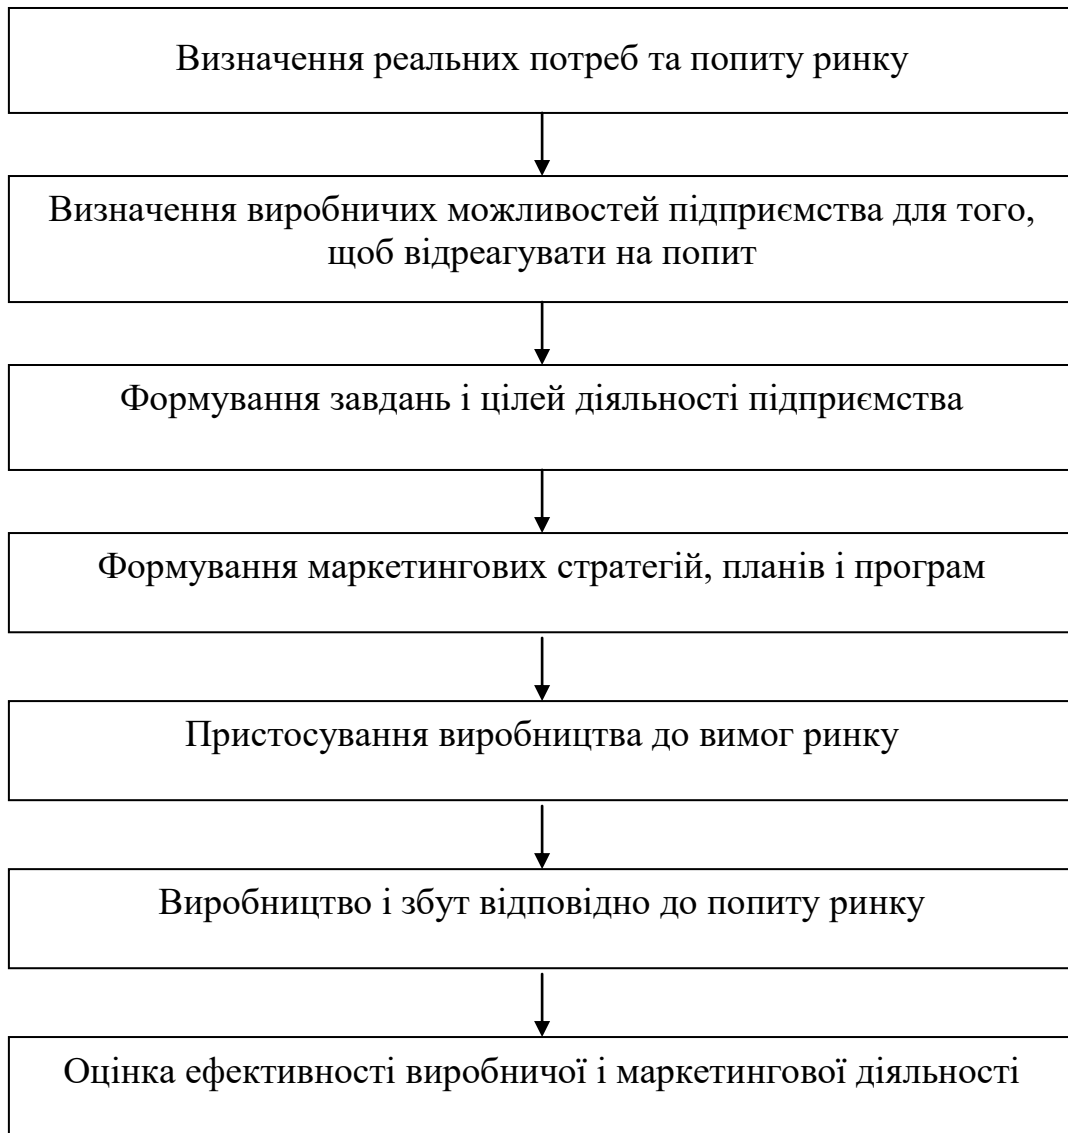 Визначення реальних потреб та попиту ринку
Визначення виробничих можливостей підприємства для того,
щоб відреагувати на попит
Формування завдань і цілей діяльності підприємства
Формування маркетингових стратегій, планів і програм
Пристосування виробництва до вимог ринку
Виробництво і збут відповідно до попиту ринку
Оцінка ефективності виробничої і маркетингової діяльності